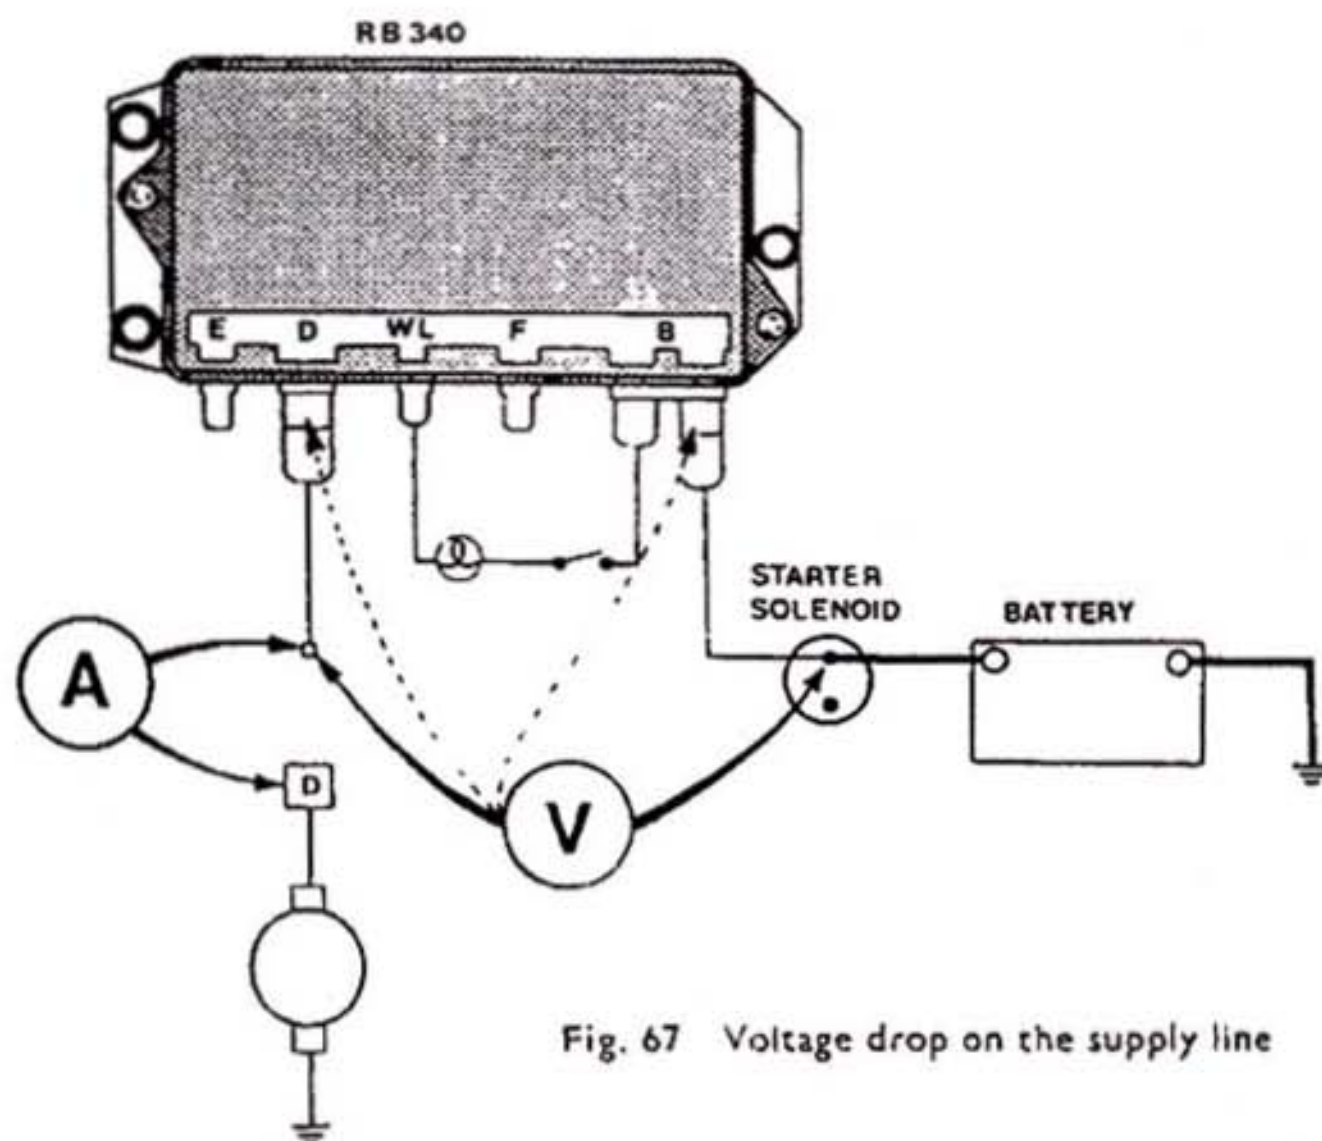 RB 340
E D WL F B
STARTER
SOLENOID
BATTERY
A
D
V
Fig. 67 Voltage drop on the supply line